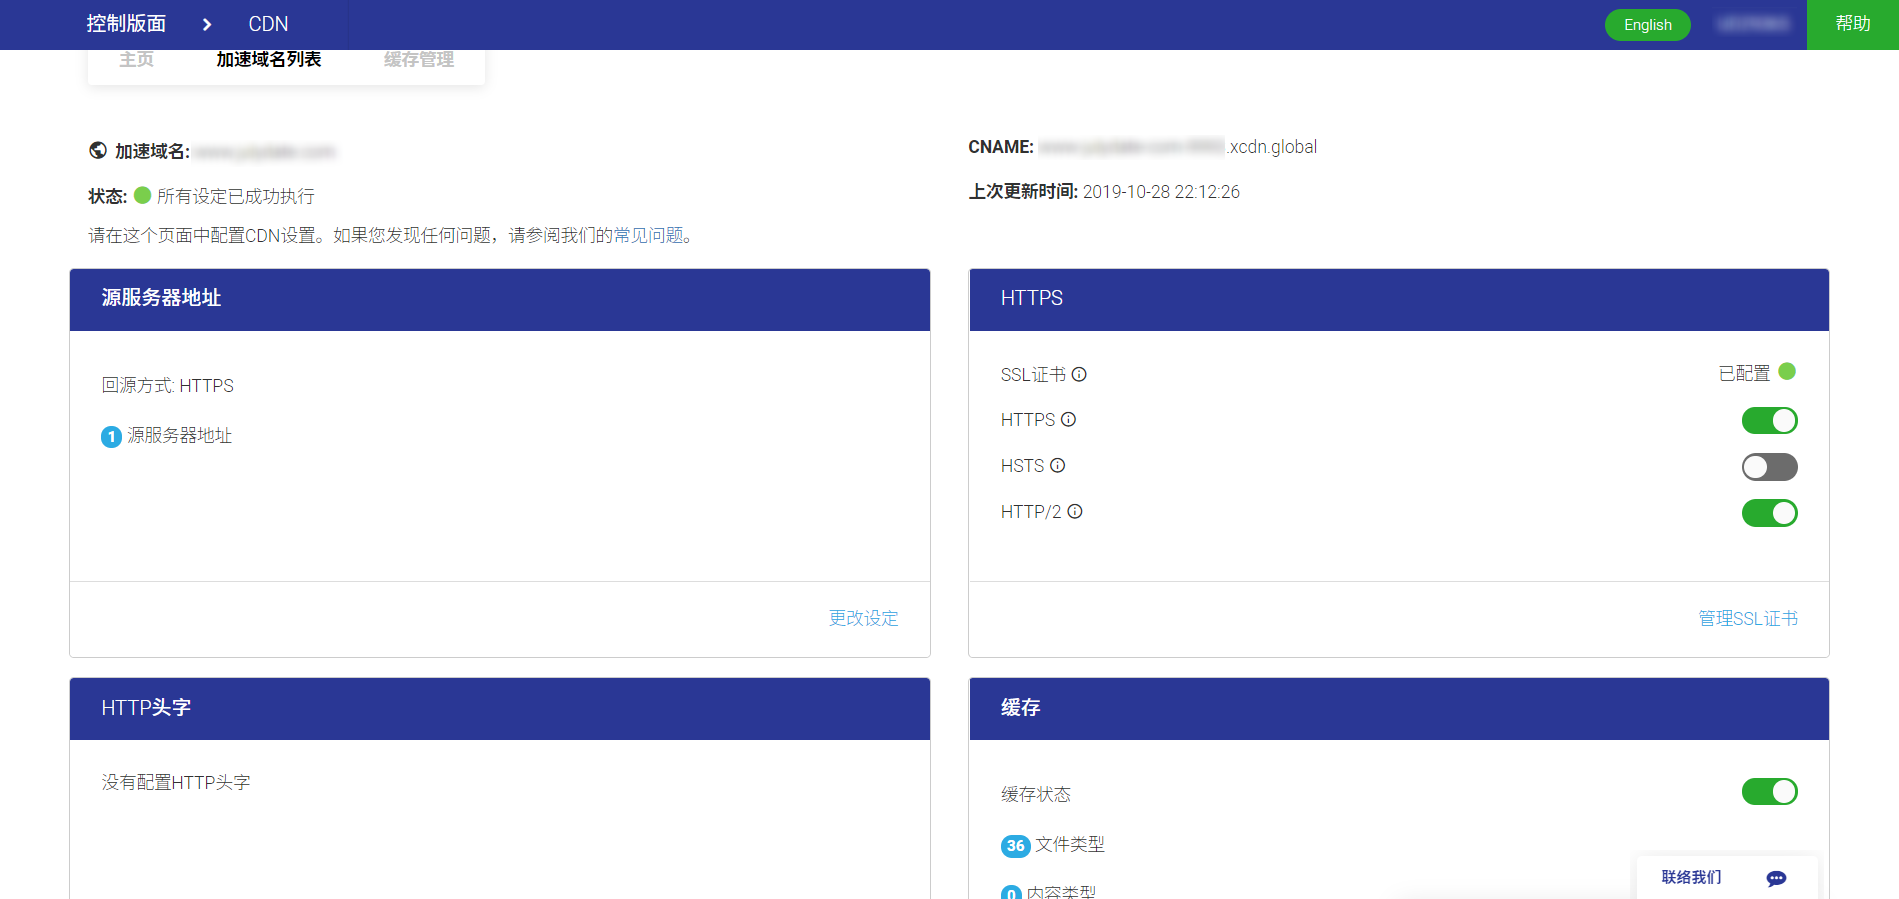 控制版面 CDN English 帮助
主页 加速域名列表 缓存管理
加速域名:
CNAME: .xcdn.global
状态: 所有设定已成功执行
上次更新时间: 2019-10-28 22:12:26
请在这个页面中配置CDN设置。如果您发现任何问题，请参阅我们的常见问题。
源服务器地址
回源方式: HTTPS
1 源服务器地址
更改设定
HTTPS
SSL证书 已配置
HTTPS
HSTS
HTTP/2
管理SSL证书
HTTP头字
没有配置HTTP头字
缓存
缓存状态
36 文件类型
0 内容类型
联络我们